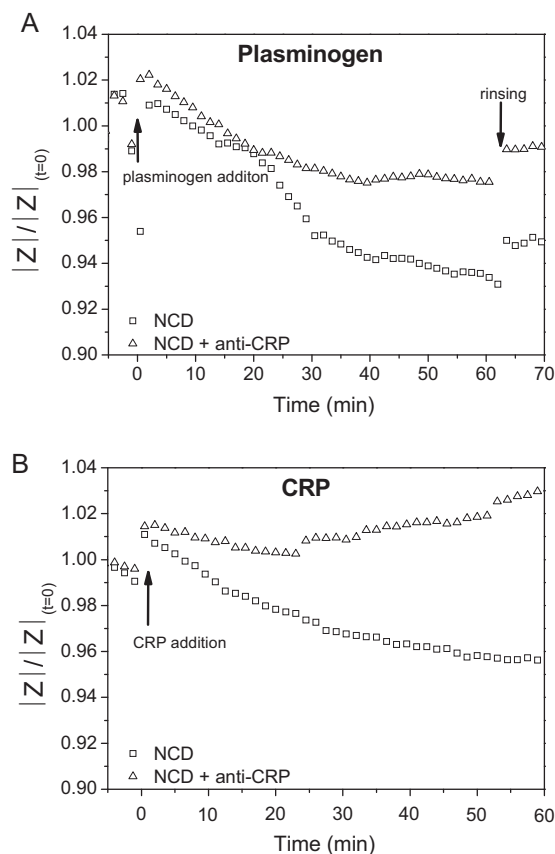 A
Plasminogen
1.04
1.02
1.00
0.98
0.96
0.94
0.92
0.90
|Z|/|Z|(t=0)
rinsing
plasminogen additon
NCD
NCD + anti-CRP
0 10 20 30 40 50 60 70
Time (min)
B
CRP
1.04
1.02
1.00
0.98
0.96
0.94
0.92
0.90
|Z|/|Z|(t=0)
CRP addition
NCD
NCD + anti-CRP
0 10 20 30 40 50 60
Time (min)